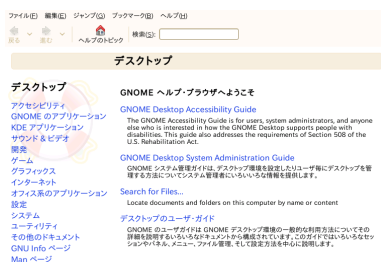 ファイル(F) 編集(E) ジャンプ(G) ブックマーク(B) ヘルプ(H)
戻る 進む ヘルプのトピック 検索(S):
デスクトップ
デスクトップ
アクセシビリティ
GNOME のアプリケーション
KDE アプリケーション
サウンド & ビデオ
開発
ゲーム
グラフィックス
インターネット
オフィス系のアプリケーション
設定
システム
ユーティリティ
その他のドキュメント
GNU Info ページ
Man ページ
GNOME ヘルプ・ブラウザへようこそ
GNOME Desktop Accessibility Guide
The GNOME Accessibility Guide is for users, system administrators, and anyone
else who is interested in how the GNOME Desktop supports people with
disabilities. This guide also addresses the requirements of Section 508 of the
U.S. Rehabilitation Act.
GNOME Desktop System Administration Guide
GNOME システム管理ガイドは、デスクトップ環境を設定したりユーザ毎にデスクトップを管
理する方法についてシステム管理者にいろいろな情報を提供します。
Search for Files...
Locate documents and folders on this computer by name or content
デスクトップのユーザ・ガイド
GNOME のユーザガイドは GNOME デスクトップ環境の一般的な利用方法についてその
詳細を説明するいろいろなドキュメントから構成されています。このガイドではいろいろなセッ
ションやパネル、メニュー、ファイル管理、そして設定方法を中心に説明します。